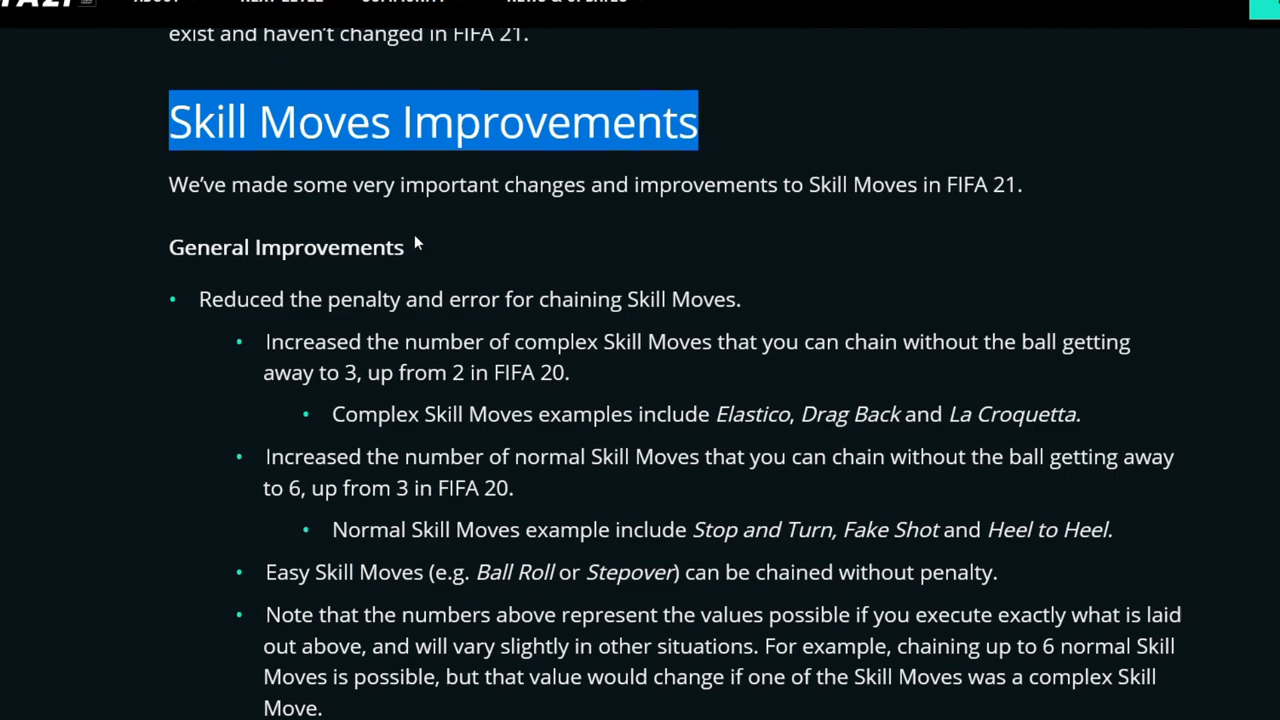 exist and haven't changed in FIFA 21.
Skill Moves Improvements
We've made some very important changes and improvements to Skill Moves in FIFA 21.
General Improvements
• Reduced the penalty and error for chaining Skill Moves.
• Increased the number of complex Skill Moves that you can chain without the ball getting
away to 3, up from 2 in FIFA 20.
• Complex Skill Moves examples include Elastico, Drag Back and La Croquetta.
• Increased the number of normal Skill Moves that you can chain without the ball getting away
to 6, up from 3 in FIFA 20.
• Normal Skill Moves example include Stop and Turn, Fake Shot and Heel to Heel.
• Easy Skill Moves (e.g. Ball Roll or Stepover) can be chained without penalty.
• Note that the numbers above represent the values possible if you execute exactly what is laid
out above, and will vary slightly in other situations. For example, chaining up to 6 normal Skill
Moves is possible, but that value would change if one of the Skill Moves was a complex Skill
Move.